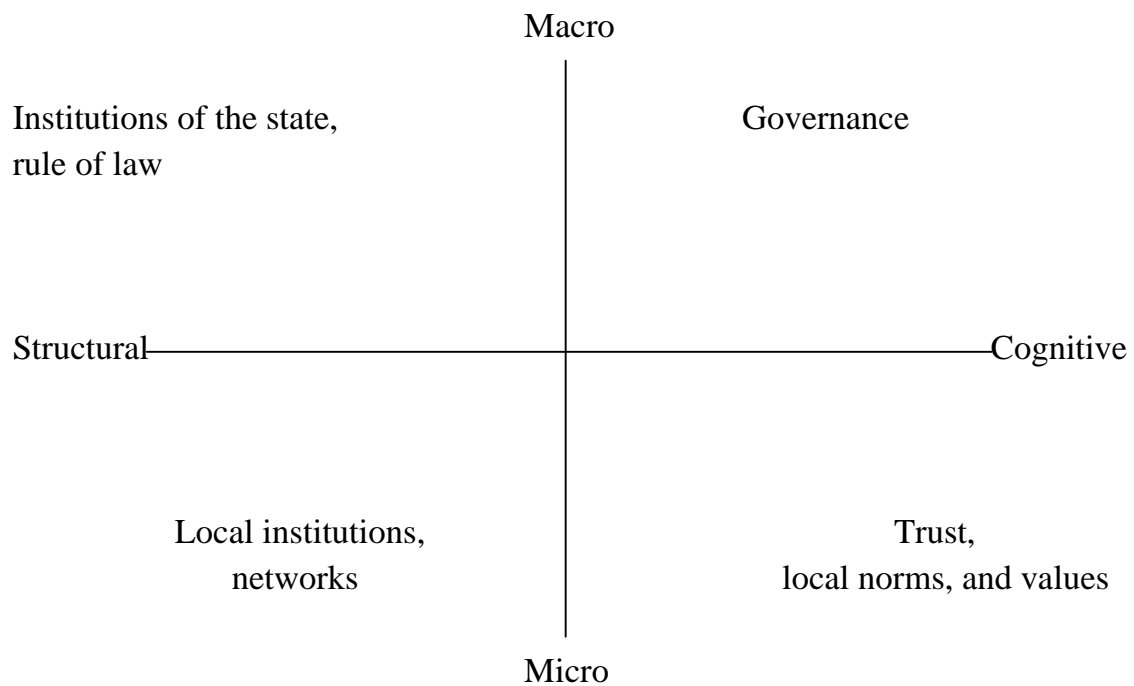 Macro
Institutions of the state,
rule of law
Governance
Structural
Cognitive
Local institutions,
networks
Trust,
local norms, and values
Micro